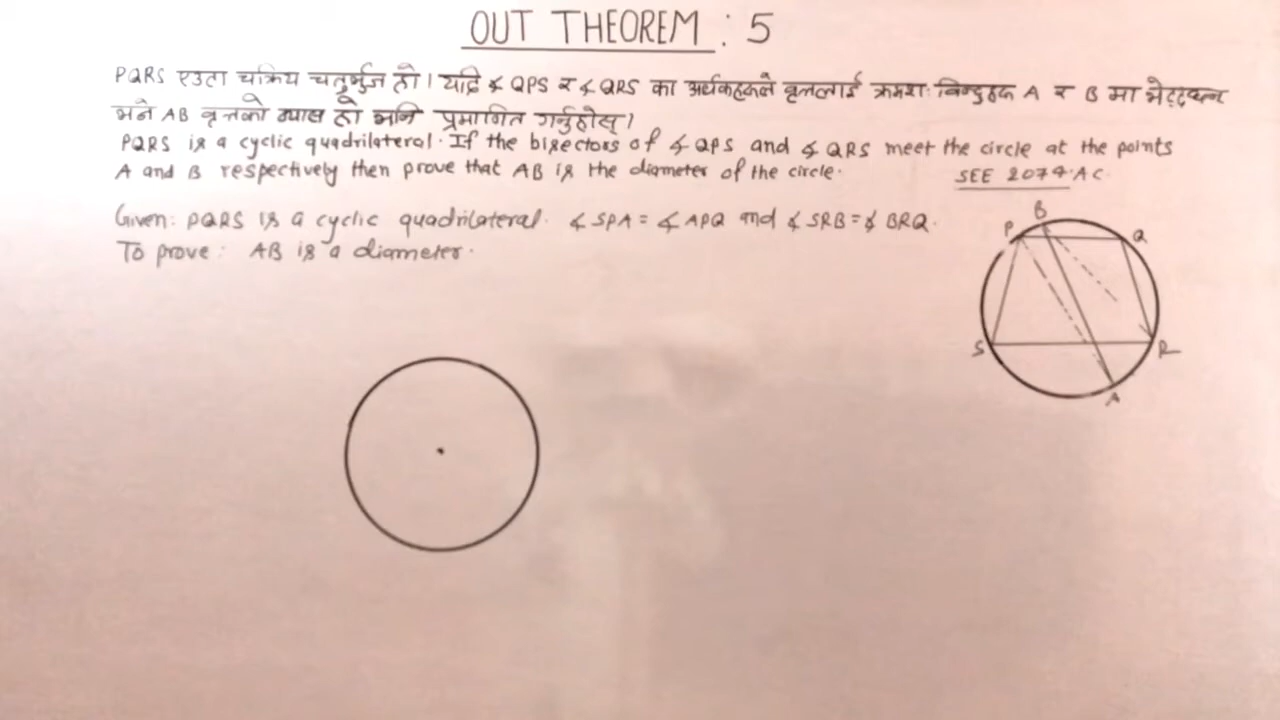 OUT THEOREM : 5
PQRS एउटा चक्रिय चतुर्भुज हो। यदि ∡ QPS र ∡ QRS का अर्धकहरूले वृत्तलाई क्रमशः बिन्दुहरू A र B मा भेट्दछन्
भने AB वृत्तको व्यास हो भनि प्रमाणित गर्नुहोस्।
PQRS is a cyclic quadrilateral. If the bisectors of ∡ QPS and ∡ QRS meet the circle at the points
A and B respectively then prove that AB is the diameter of the circle.
SEE 2074 AC
Given: PQRS is a cyclic quadrilateral. ∡ SPA = ∡ APQ and ∡ SRB = ∡ BRQ.
To prove: AB is a diameter.
B
P
Q
S
R
A